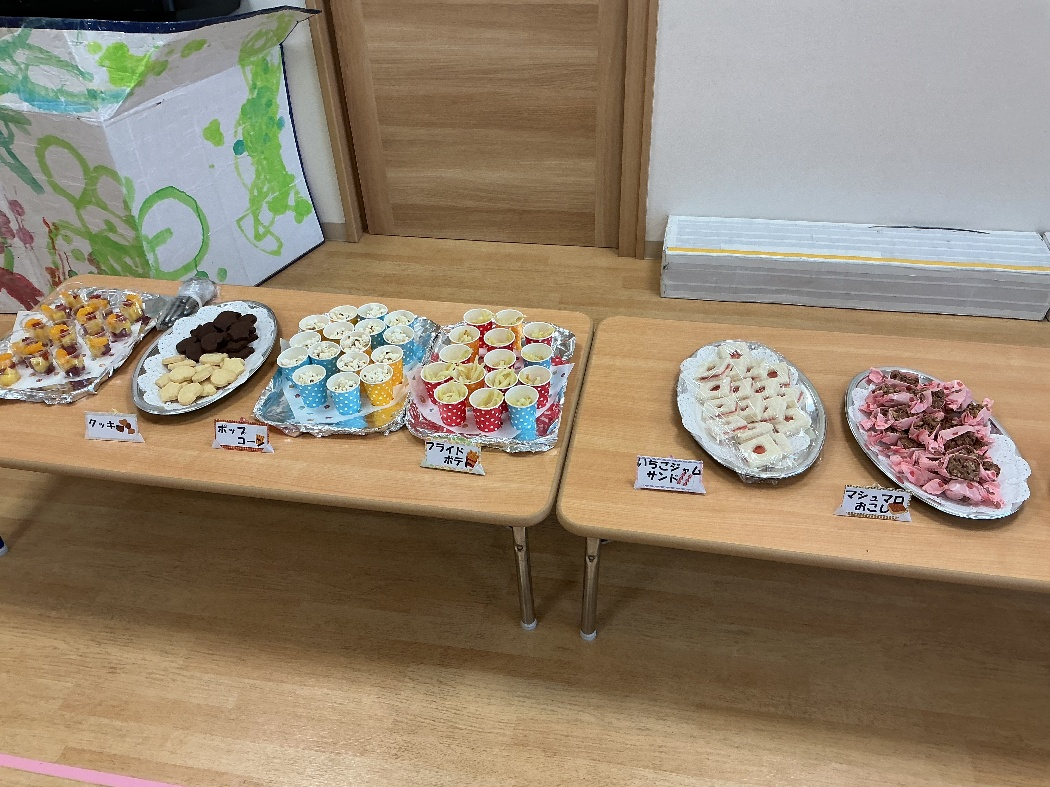 クッキー
ポップ
コーン
フライド
ポテト
いちごジャム
サンド
マシュマロ
おこし